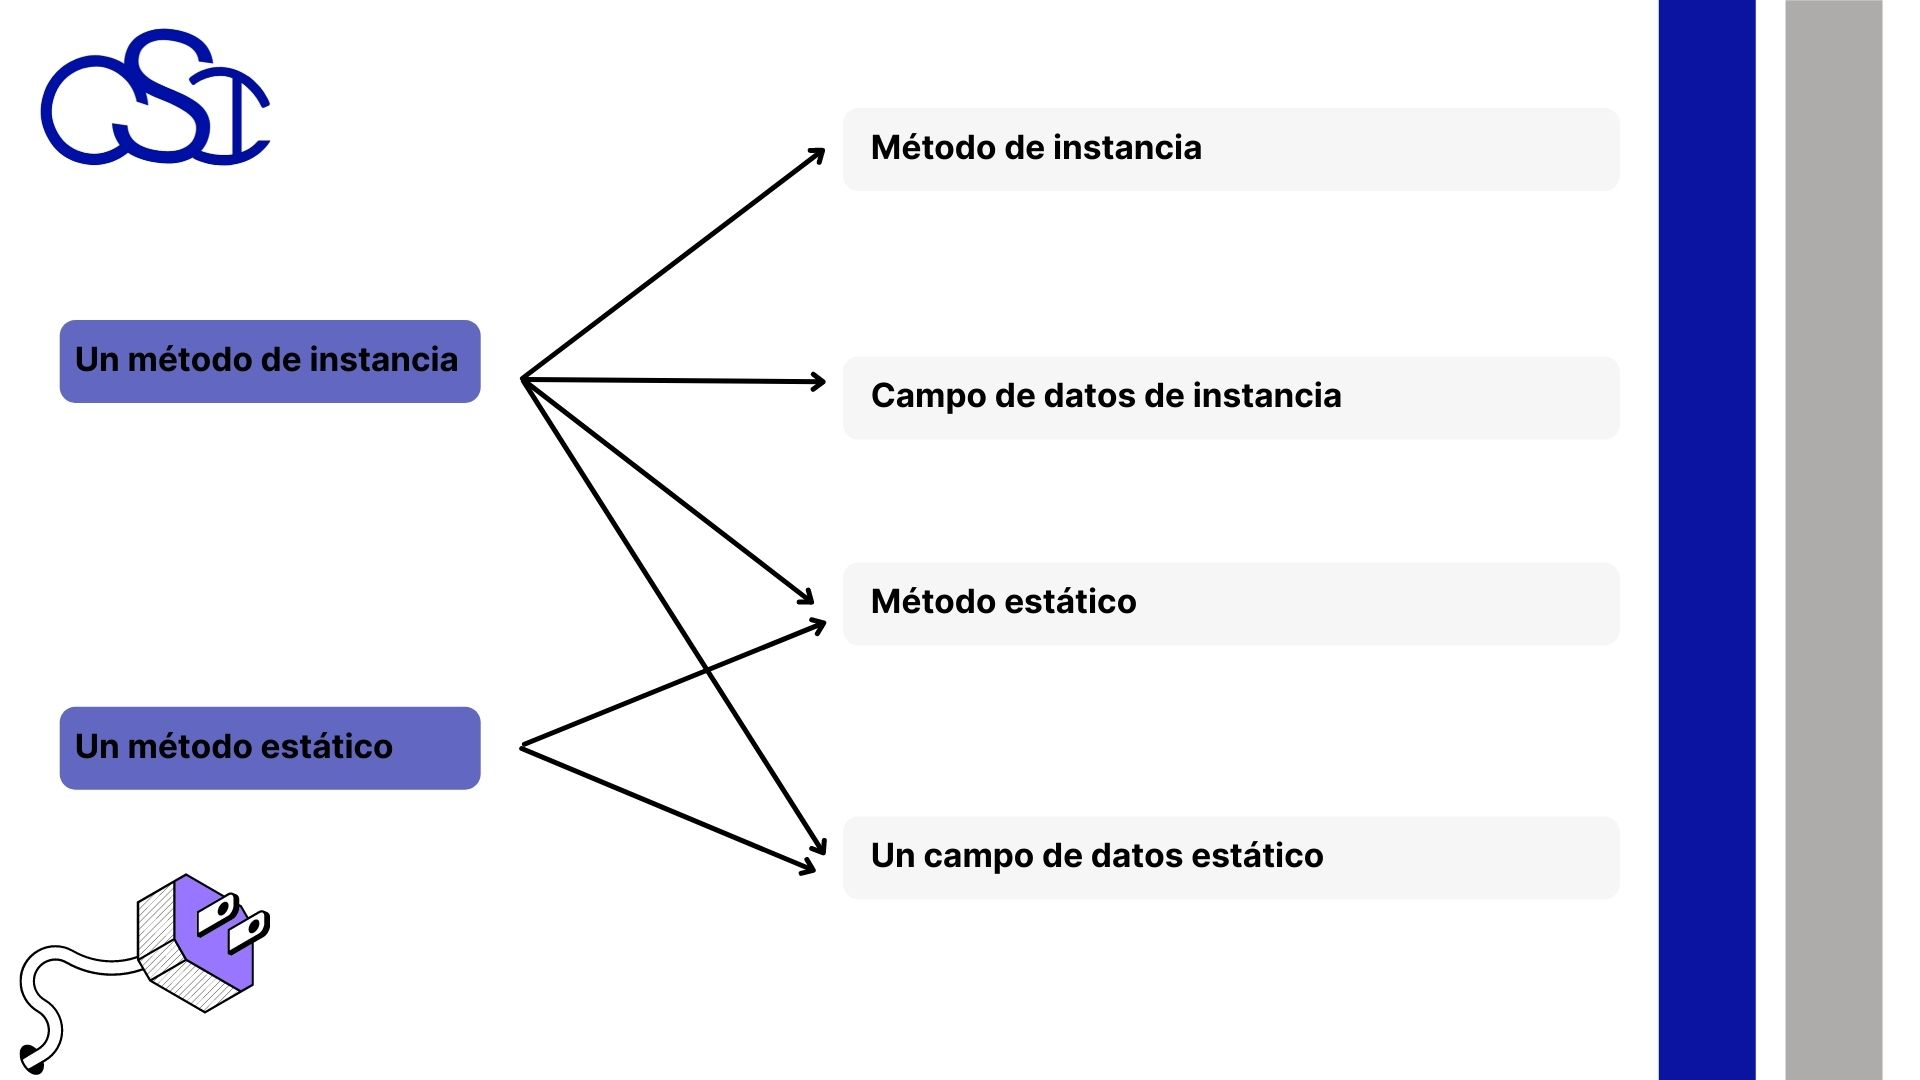 CSI
Un método de instancia
Un método estático
Método de instancia
Campo de datos de instancia
Método estático
Un campo de datos estático